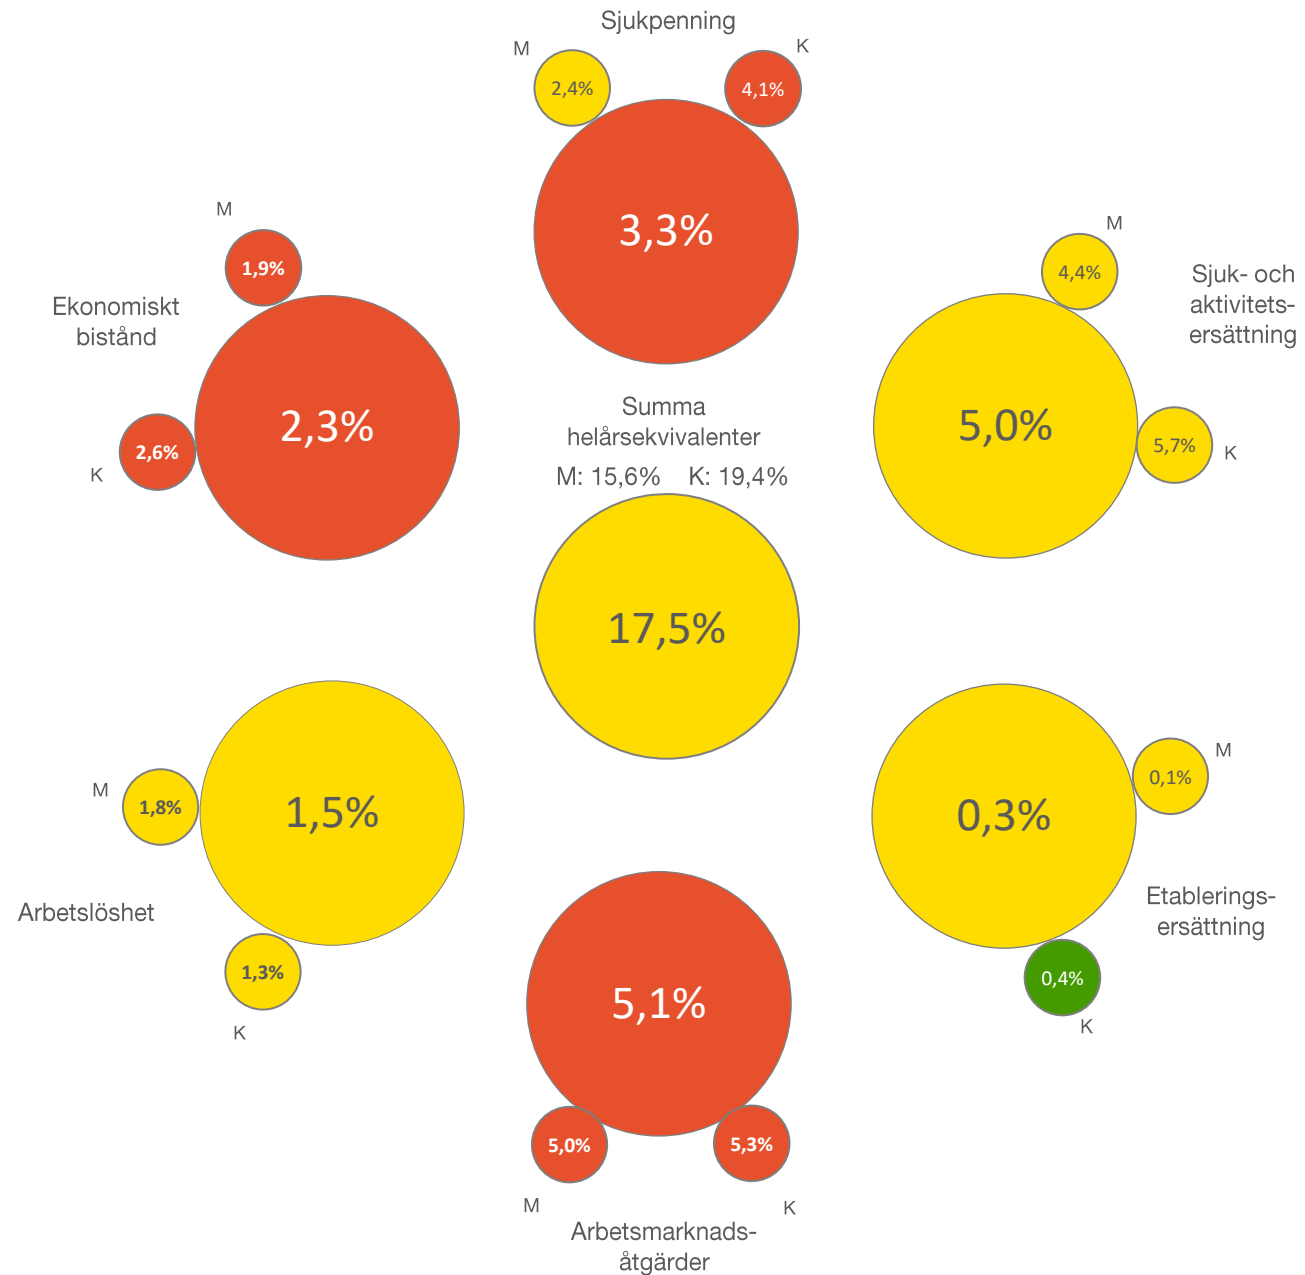 Sjukpenning
M
K
2,4%
4,1%
3,3%
M
1,9%
Ekonomiskt
bistånd
2,3%
2,6%
K
M
4,4%
Sjuk- och
aktivitets-
ersättning
5,0%
5,7%
K
Summa
helårsekvivalenter
M: 15,6% K: 19,4%
17,5%
M
1,8%
1,5%
Arbetslöshet
1,3%
K
M
0,1%
0,3%
Etablerings-
ersättning
0,4%
K
5,1%
5,0%
5,3%
M
K
Arbetsmarknads-
åtgärder